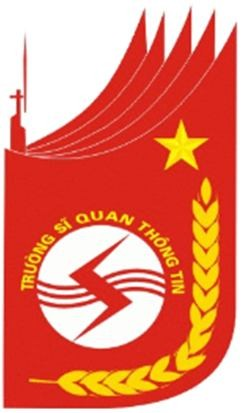 TRƯỜNG SĨ QUAN THÔNG TIN